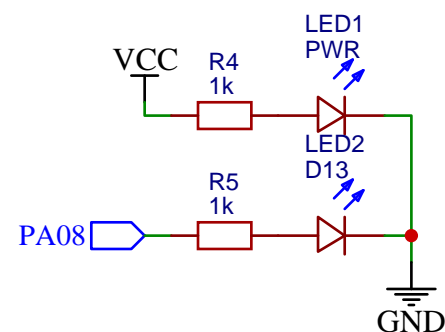 LED1
PWR
VCC
R4
1k
LED2
D13
R5
1k
PA08
GND